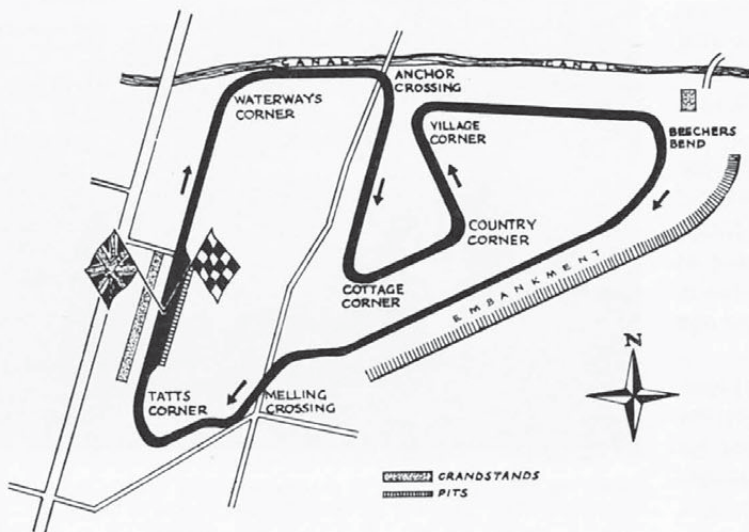 CANAL
CANAL
ANCHOR
CROSSING
WATERWAYS
CORNER
VILLAGE
CORNER
BEECHERS
BEND
COUNTRY
CORNER
COTTAGE
CORNER
EMBANKMENT
N
TATTS
CORNER
MELLING
CROSSING
GRANDSTANDS
PITS